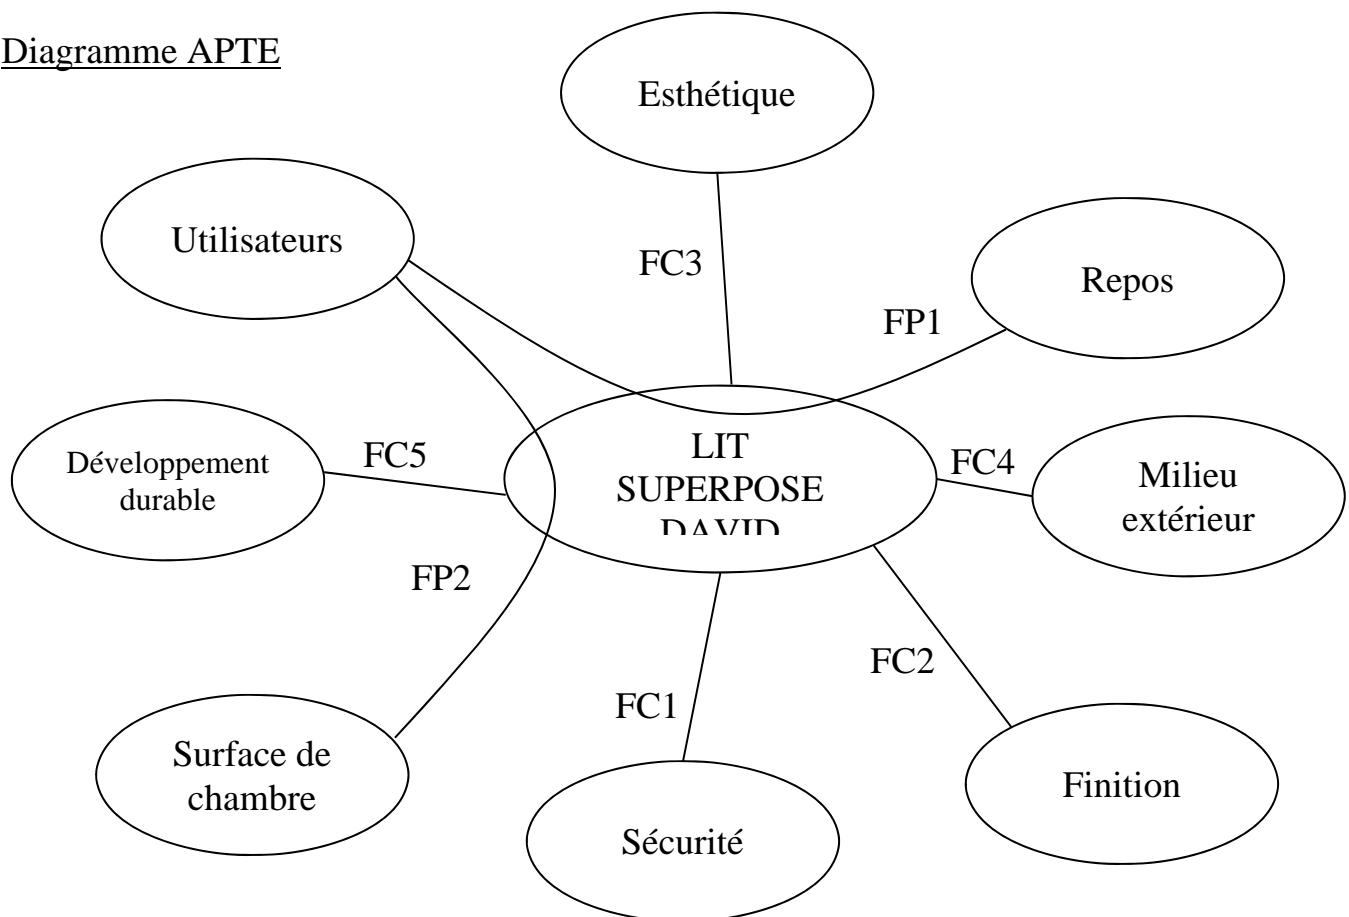 Diagramme APTE
Esthétique
Utilisateurs
FC3
Repos
FP1
LIT
SUPERPOSE
DAVID
FC5
Développement
durable
FC4
Milieu
extérieur
FP2
FC2
FC1
Surface de
chambre
Finition
Sécurité